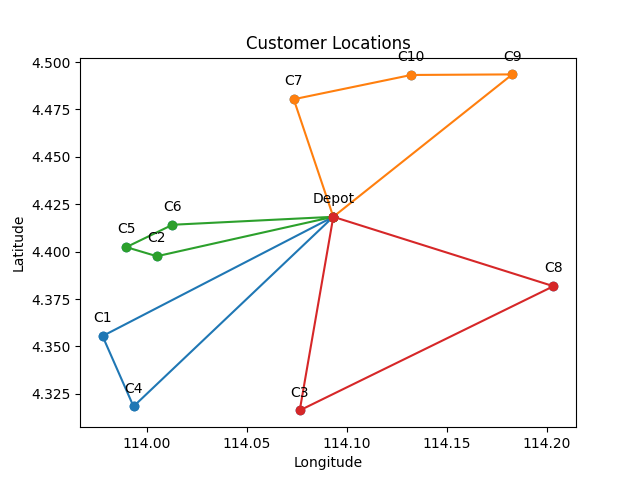 Customer Locations
4.500
4.475
4.450
4.425
4.400
4.375
4.350
4.325
Latitude
C10
C9
C7
Depot
C6
C5
C2
C8
C1
C4
C3
114.00 114.05 114.10 114.15 114.20
Longitude